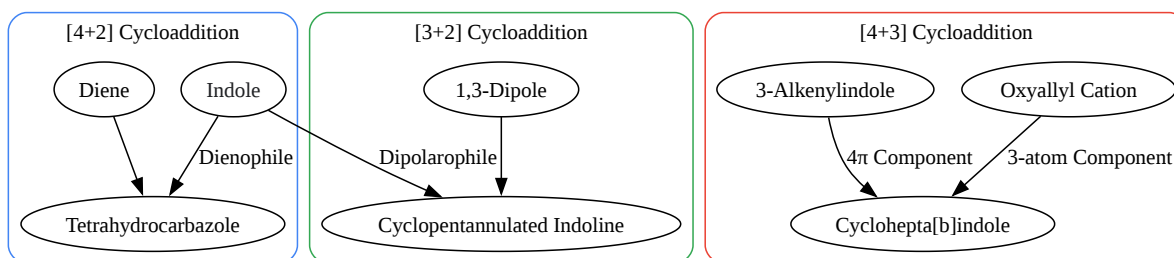 [4+2] Cycloaddition
[3+2] Cycloaddition
[4+3] Cycloaddition
Diene
Indole
1,3-Dipole
3-Alkenylindole
Oxyallyl Cation
Dienophile
Dipolarophile
4π Component
3-atom Component
Tetrahydrocarbazole
Cyclopentannulated Indoline
Cyclohepta[b]indole